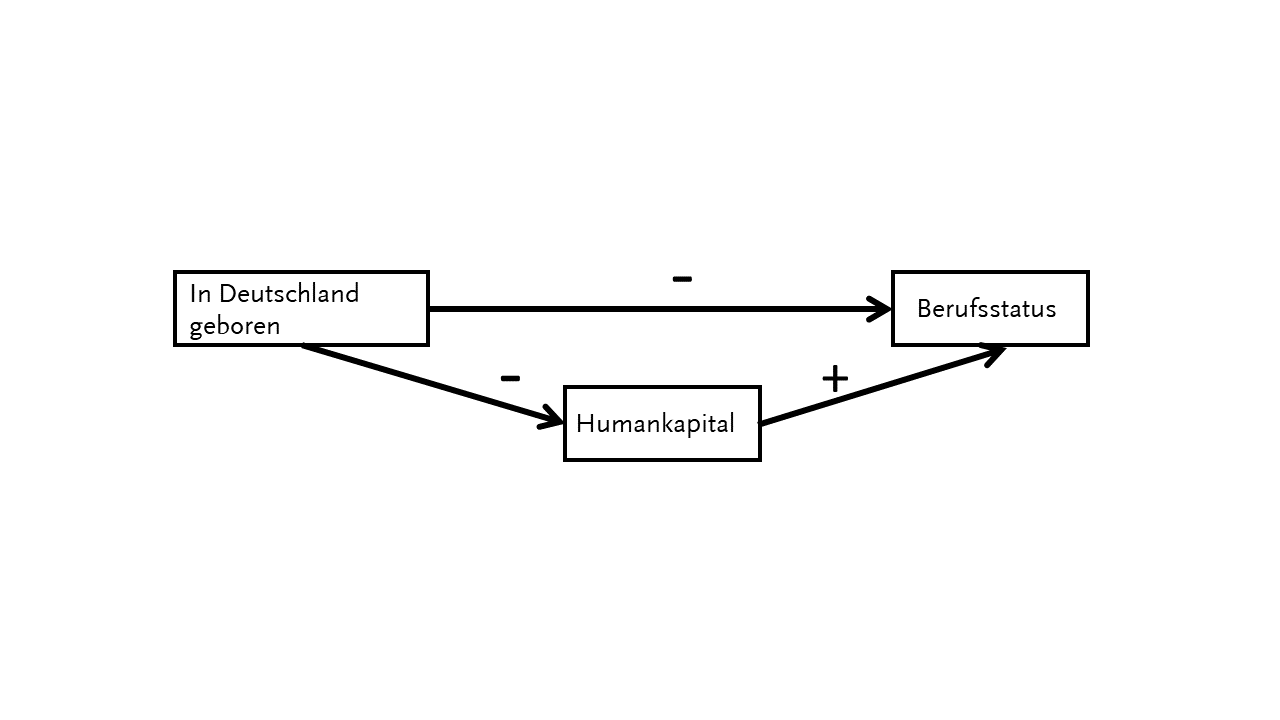 -
In Deutschland
geboren
Berufsstatus
-
+
Humankapital